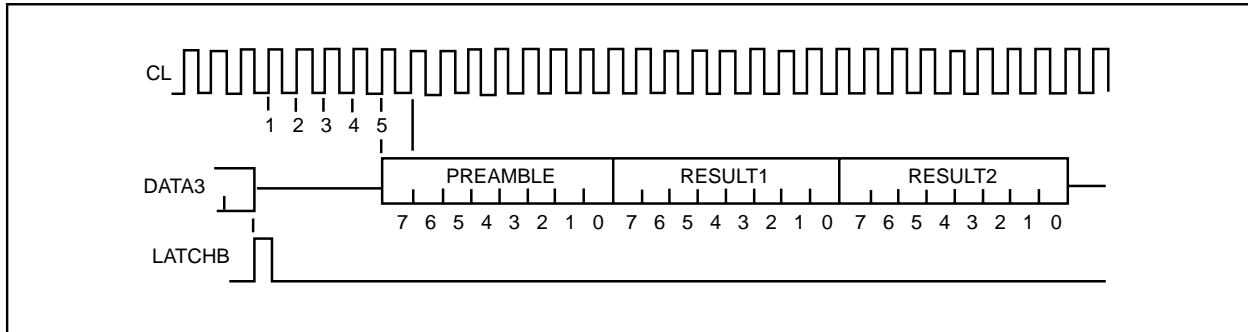 CL
1 2 3 4 5
DATA3
PREAMBLE RESULT1 RESULT2
7 6 5 4 3 2 1 0 7 6 5 4 3 2 1 0 7 6 5 4 3 2 1 0
LATCHB